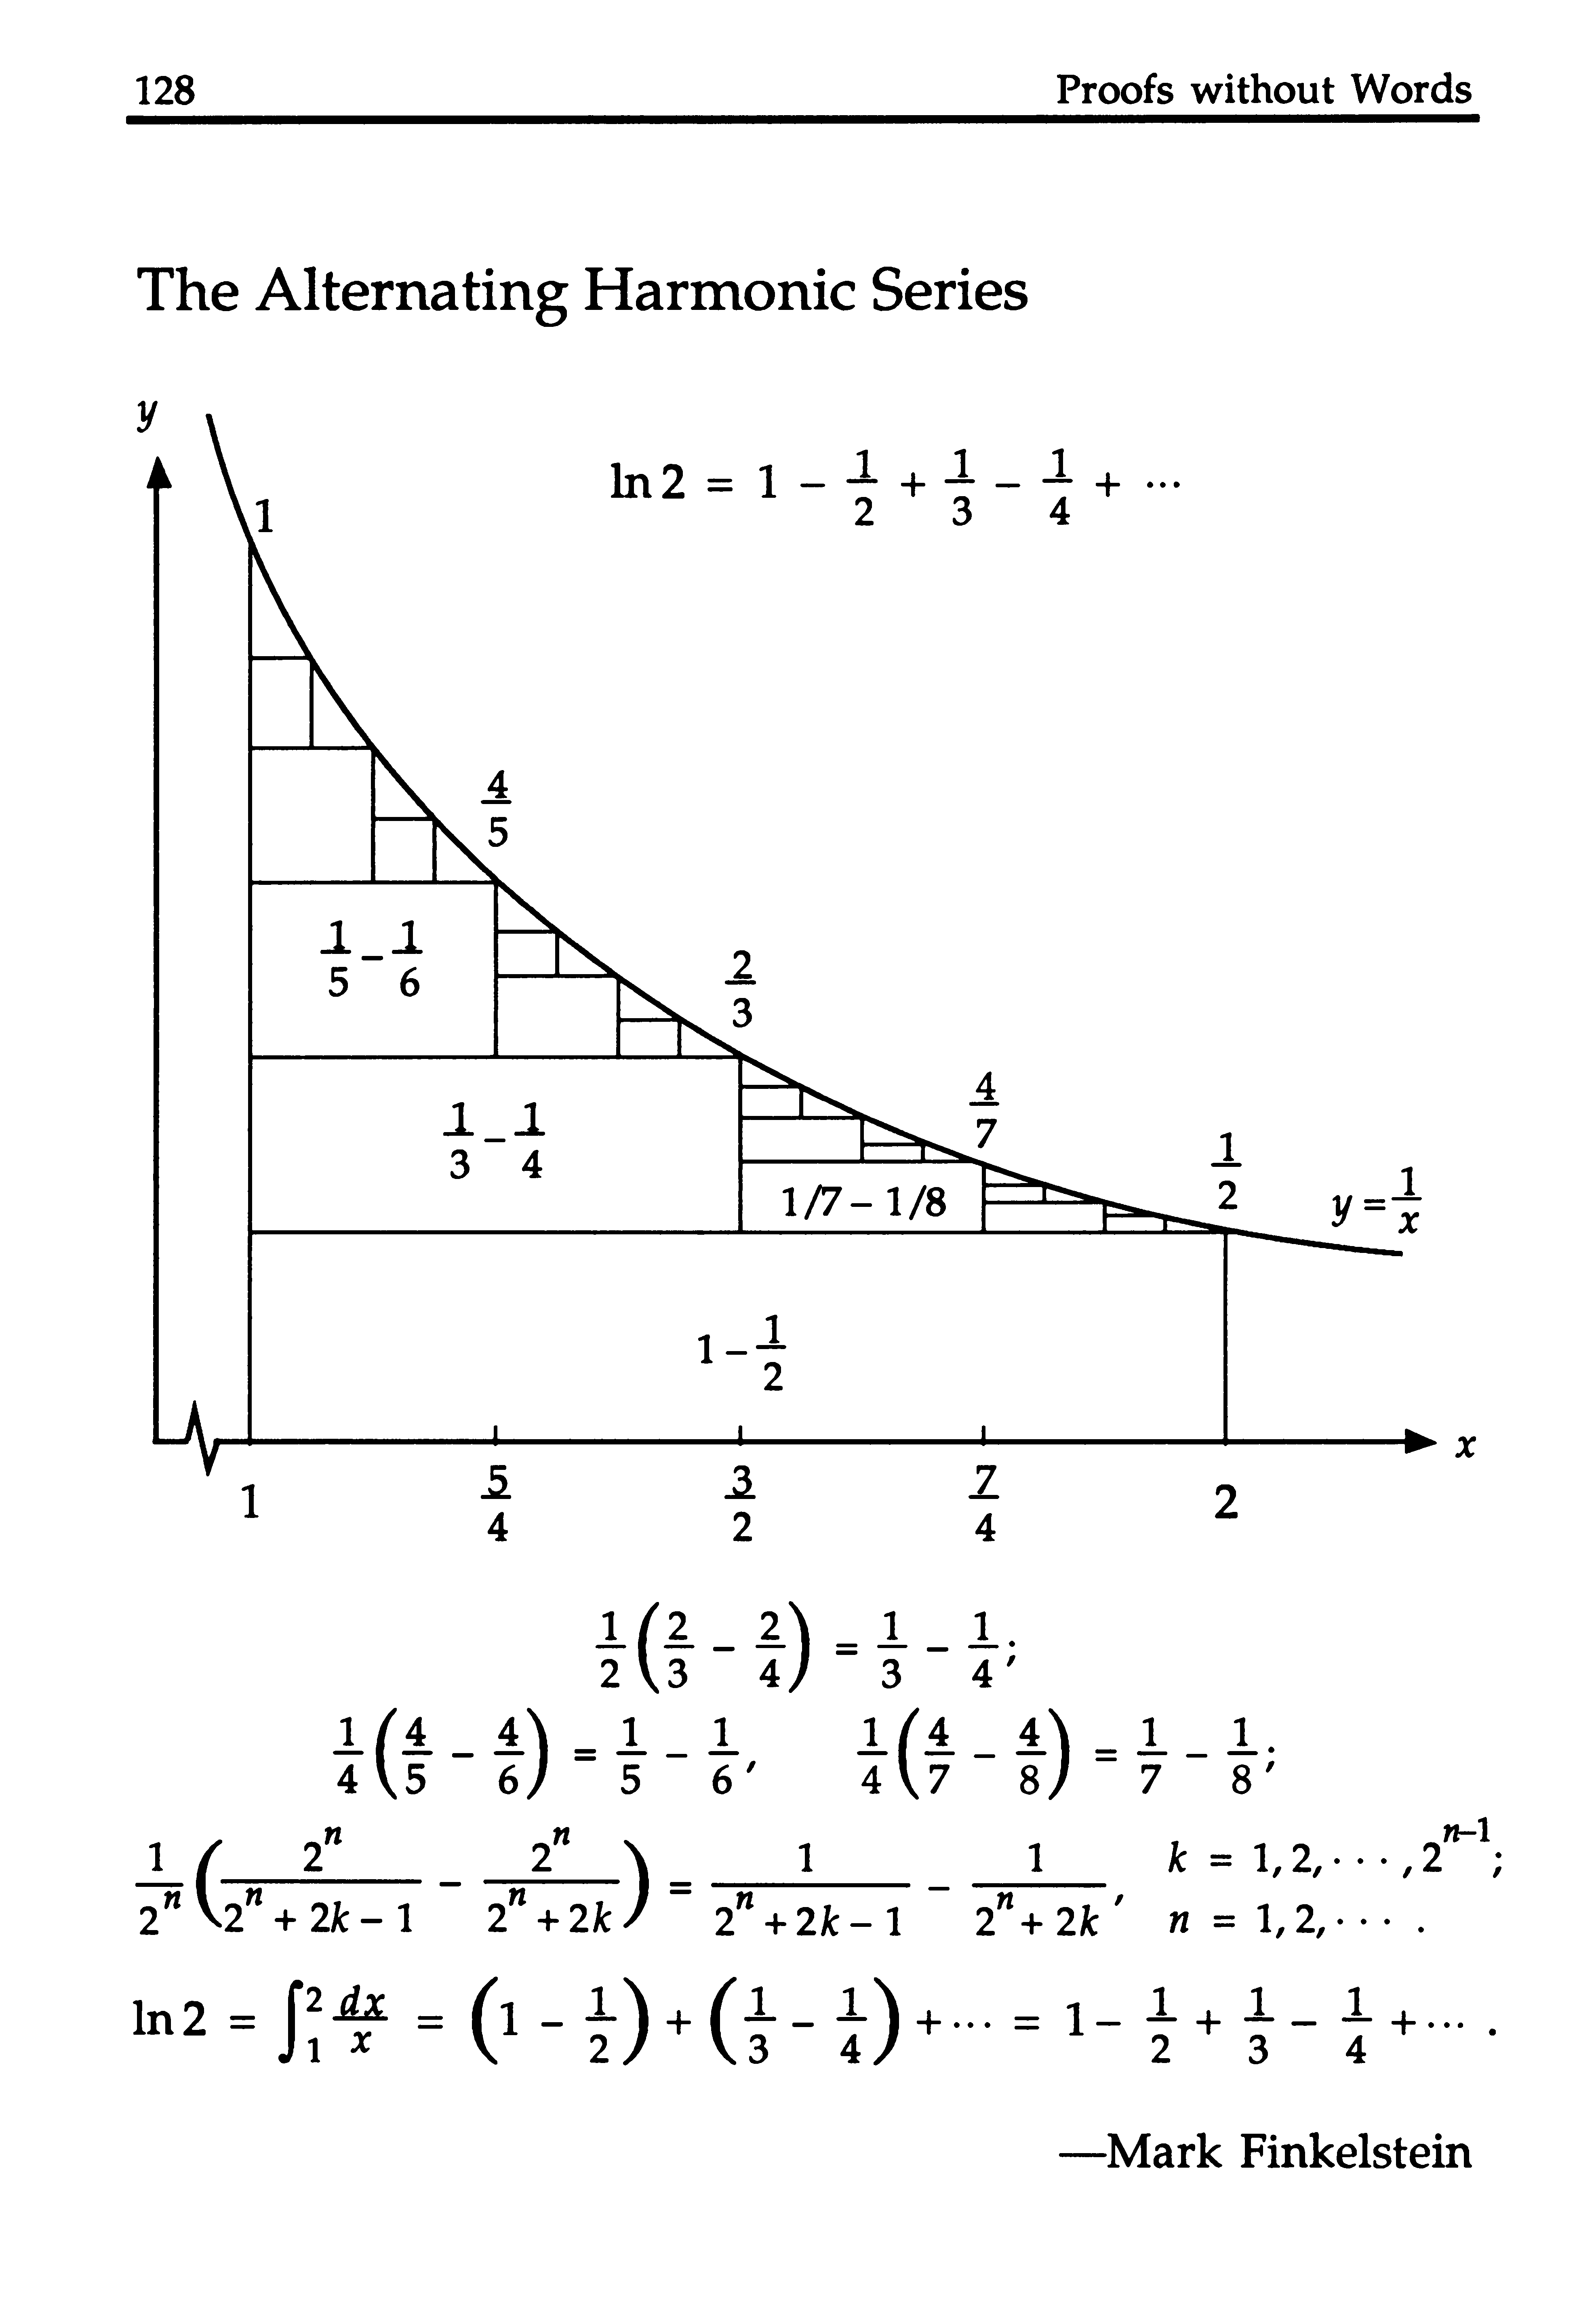 128 Proofs without Words
The Alternating Harmonic Series
y
ln 2 = 1 − 1/2 + 1/3 − 1/4 + ···
1
4/5
1/5 − 1/6
2/3
1/3 − 1/4
4/7
1/7 − 1/8
1/2
y = 1/x
1 − 1/2
x
1 5/4 3/2 7/4 2
1/2 (2/3 − 2/4) = 1/3 − 1/4;
1/4 (4/5 − 4/6) = 1/5 − 1/6, 1/4 (4/7 − 4/8) = 1/7 − 1/8;
1/2^n (2^n/(2^n + 2k − 1) − 2^n/(2^n + 2k)) = 1/(2^n + 2k − 1) − 1/(2^n + 2k), k = 1, 2, ···, 2^(n−1);
n = 1, 2, ··· .
ln 2 = ∫_1^2 dx/x = (1 − 1/2) + (1/3 − 1/4) + ··· = 1 − 1/2 + 1/3 − 1/4 + ··· .
—Mark Finkelstein